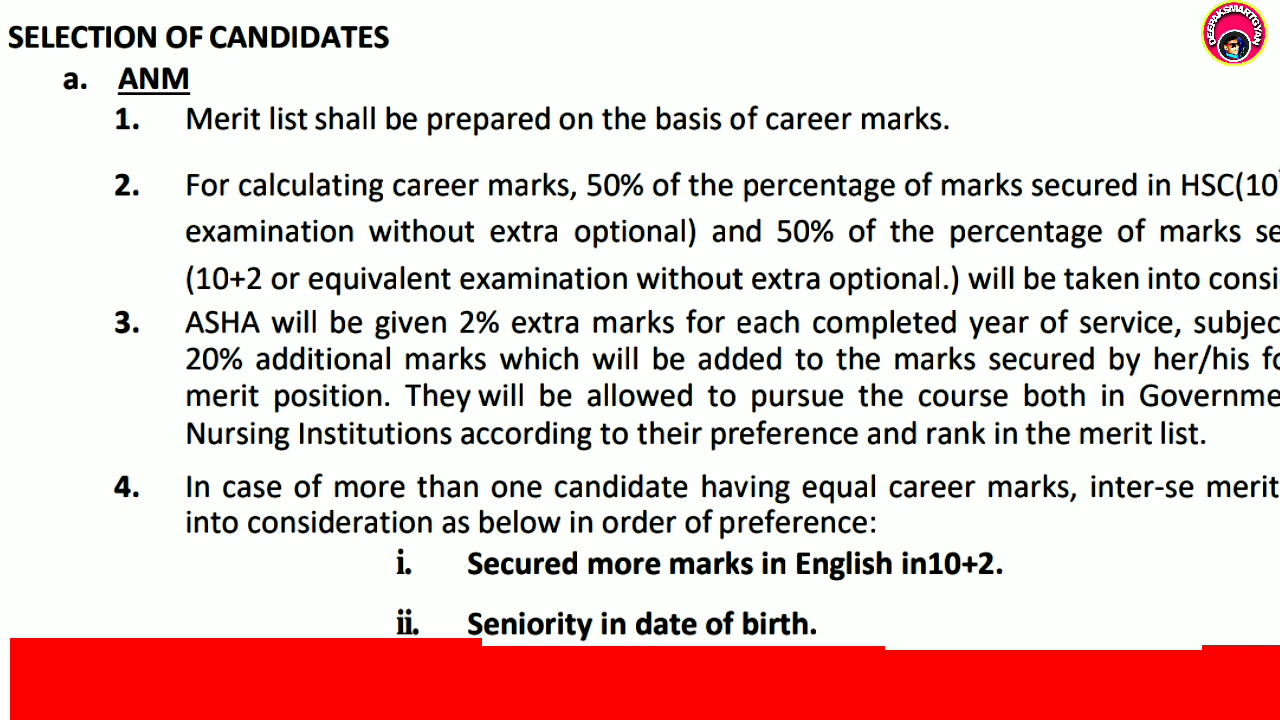 SELECTION OF CANDIDATES
DEEPAKSMARTGYAN
a. ANM
1. Merit list shall be prepared on the basis of career marks.
2. For calculating career marks, 50% of the percentage of marks secured in HSC(10
examination without extra optional) and 50% of the percentage of marks se
(10+2 or equivalent examination without extra optional.) will be taken into consi
3. ASHA will be given 2% extra marks for each completed year of service, subjec
20% additional marks which will be added to the marks secured by her/his fo
merit position. They will be allowed to pursue the course both in Governme
Nursing Institutions according to their preference and rank in the merit list.
4. In case of more than one candidate having equal career marks, inter-se merit
into consideration as below in order of preference:
i. Secured more marks in English in10+2.
ii. Seniority in date of birth.